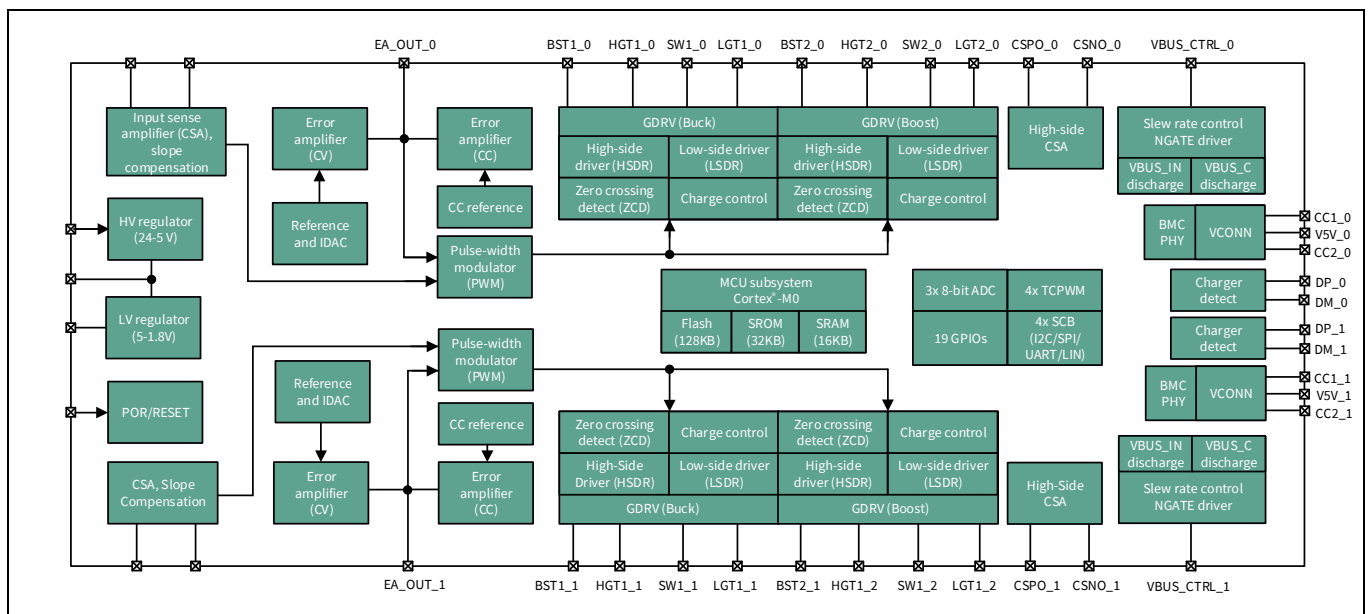 EA_OUT_0 BST1_0 HGT1_0 SW1_0 LGT1_0 BST2_0 HGT2_0 SW2_0 LGT2_0 CSPO_0 CSNO_0 VBUS_CTRL_0
Input sense
amplifier (CSA),
slope
compensation
Error
amplifier
(CV)
Error
amplifier
(CC)
Reference
and IDAC
CC reference
Pulse-width
modulator
(PWM)
GDRV (Buck)
GDRV (Boost)
High-side
driver (HSDR)
Low-side driver
(LSDR)
High-side
driver (HSDR)
Low-side driver
(LSDR)
Zero crossing
detect (ZCD)
Charge control
Zero crossing
detect (ZCD)
Charge control
High-side
CSA
Slew rate control
NGATE driver
VBUS_IN
discharge
VBUS_C
discharge
HV regulator
(24-5 V)
LV regulator
(5-1.8V)
POR/RESET
BMC
PHY
VCONN
CC1_0
V5V_0
CC2_0
MCU subsystem
Cortex®-M0
Flash
(128KB)
SROM
(32KB)
SRAM
(16KB)
3x 8-bit ADC
4x TCPWM
19 GPIOs
4x SCB
(I2C/SPI/
UART/LIN)
Charger
detect
DP_0
DM_0
Charger
detect
DP_1
DM_1
BMC
PHY
VCONN
CC1_1
V5V_1
CC2_1
Pulse-width
modulator
(PWM)
Reference
and IDAC
CC reference
CSA, Slope
Compensation
Error
amplifier
(CV)
Error
amplifier
(CC)
Zero crossing
detect (ZCD)
Charge control
Zero crossing
detect (ZCD)
Charge control
High-Side
Driver (HSDR)
Low-side driver
(LSDR)
High-side
driver (HSDR)
Low-side driver
(LSDR)
GDRV (Buck)
GDRV (Boost)
High-Side
CSA
VBUS_IN
discharge
VBUS_C
discharge
Slew rate control
NGATE driver
EA_OUT_1 BST1_1 HGT1_1 SW1_1 LGT1_1 BST2_1 HGT1_2 SW1_2 LGT1_2 CSPO_1 CSNO_1 VBUS_CTRL_1